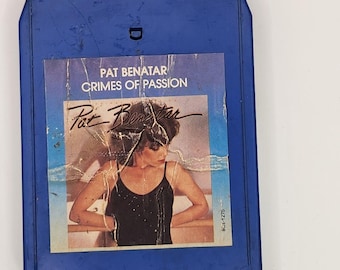 D
PAT BENATAR
CRIMES OF PASSION
Pat Benatar